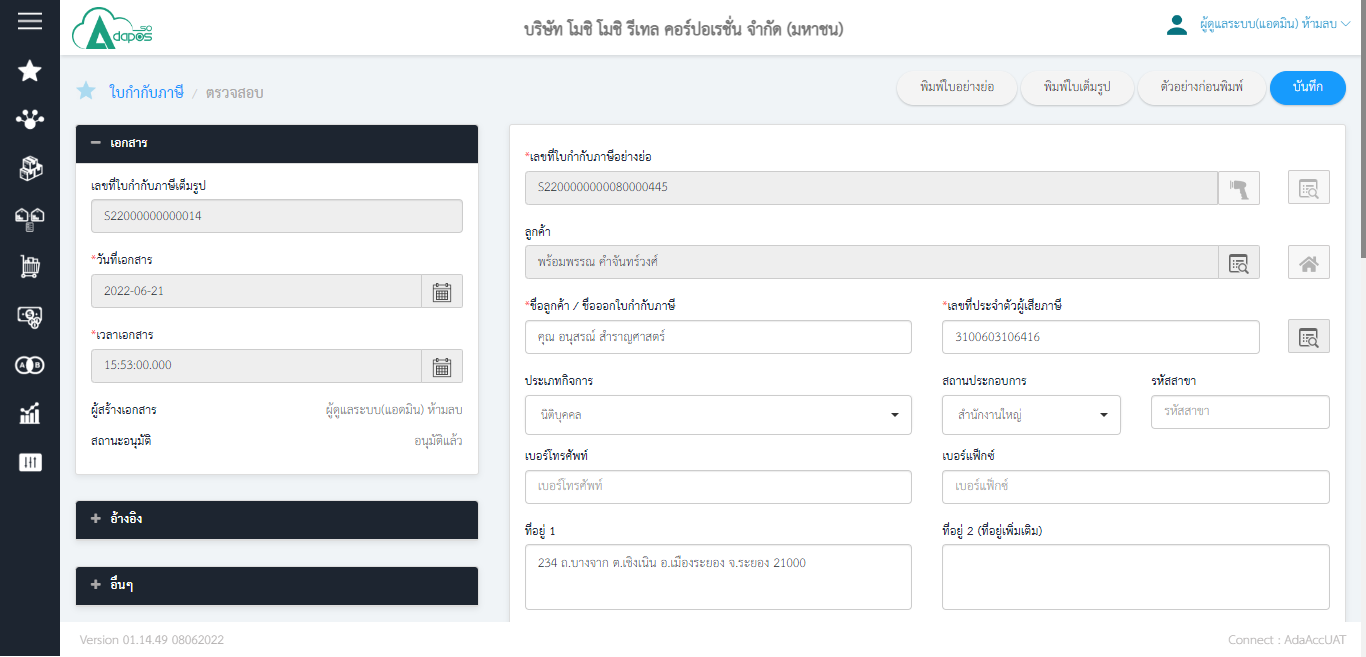 Adapos 5.0
บริษัท โมชิ โมชิ รีเทล คอร์ปอเรชั่น จำกัด (มหาชน)
ผู้ดูแลระบบ(แอดมิน) ห้ามลบ
ใบกำกับภาษี / ตรวจสอบ
พิมพ์ใบอย่างย่อ
พิมพ์ใบเต็มรูป
ตัวอย่างก่อนพิมพ์
บันทึก
เอกสาร
เลขที่ใบกำกับภาษีเต็มรูป
S22000000000014
*วันที่เอกสาร
2022-06-21
*เวลาเอกสาร
15:53:00.000
ผู้สร้างเอกสาร ผู้ดูแลระบบ(แอดมิน) ห้ามลบ
สถานะอนุมัติ อนุมัติแล้ว
อ้างอิง
อื่นๆ
*เลขที่ใบกำกับภาษีอย่างย่อ
S2200000000080000445
ลูกค้า
พร้อมพรรณ คำจันทร์วงศ์
*ชื่อลูกค้า / ชื่อออกใบกำกับภาษี
คุณ อนุสรณ์ สำราญศาสตร์
*เลขที่ประจำตัวผู้เสียภาษี
3100603106416
ประเภทกิจการ
นิติบุคคล
สถานประกอบการ
สำนักงานใหญ่
รหัสสาขา
รหัสสาขา
เบอร์โทรศัพท์
เบอร์โทรศัพท์
เบอร์แฟ็กซ์
เบอร์แฟ็กซ์
ที่อยู่ 1
234 ถ.บางจาก ต.เชิงเนิน อ.เมืองระยอง จ.ระยอง 21000
ที่อยู่ 2 (ที่อยู่เพิ่มเติม)
Version 01.14.49 08062022
Connect : AdaAccUAT